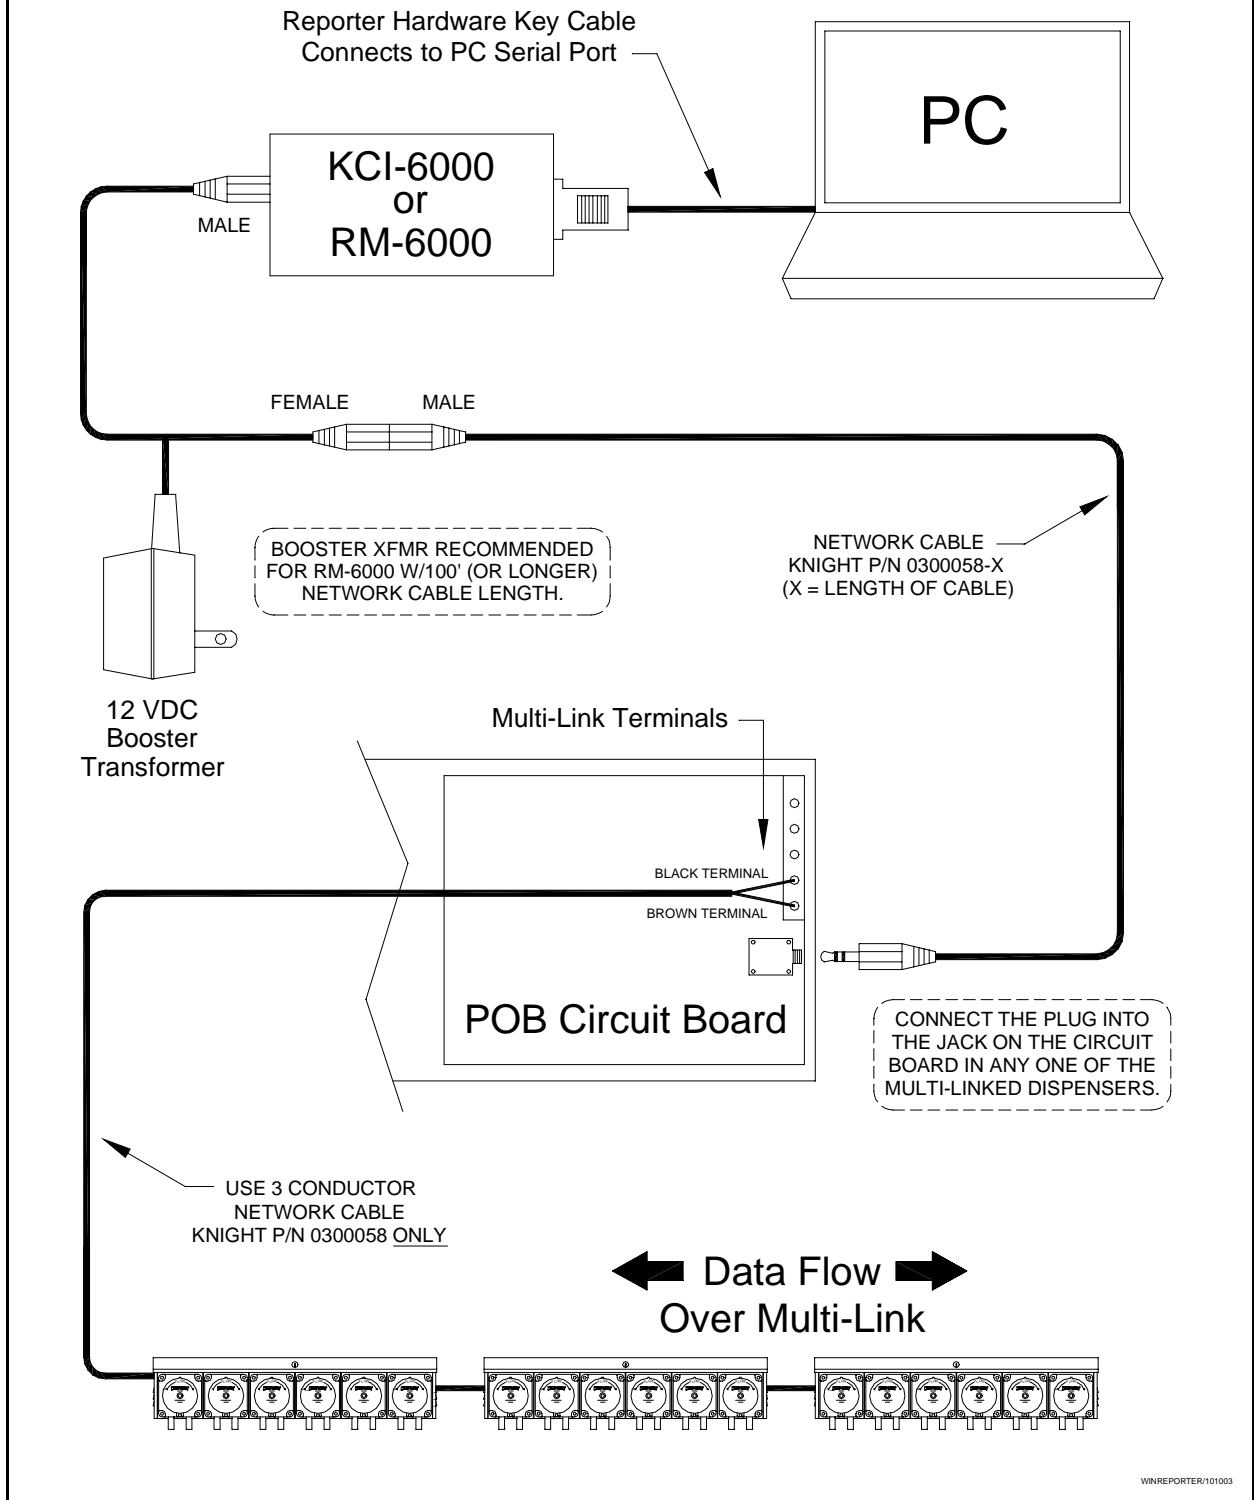 Reporter Hardware Key Cable
Connects to PC Serial Port
PC
KCI-6000
or
RM-6000
MALE
FEMALE
MALE
BOOSTER XFMR RECOMMENDED
FOR RM-6000 W/100' (OR LONGER)
NETWORK CABLE LENGTH.
NETWORK CABLE
KNIGHT P/N 0300058-X
(X = LENGTH OF CABLE)
12 VDC
Booster
Transformer
Multi-Link Terminals
BLACK TERMINAL
BROWN TERMINAL
POB Circuit Board
CONNECT THE PLUG INTO
THE JACK ON THE CIRCUIT
BOARD IN ANY ONE OF THE
MULTI-LINKED DISPENSERS.
USE 3 CONDUCTOR
NETWORK CABLE
KNIGHT P/N 0300058 ONLY
Data Flow
Over Multi-Link
WINREPORTER/101003